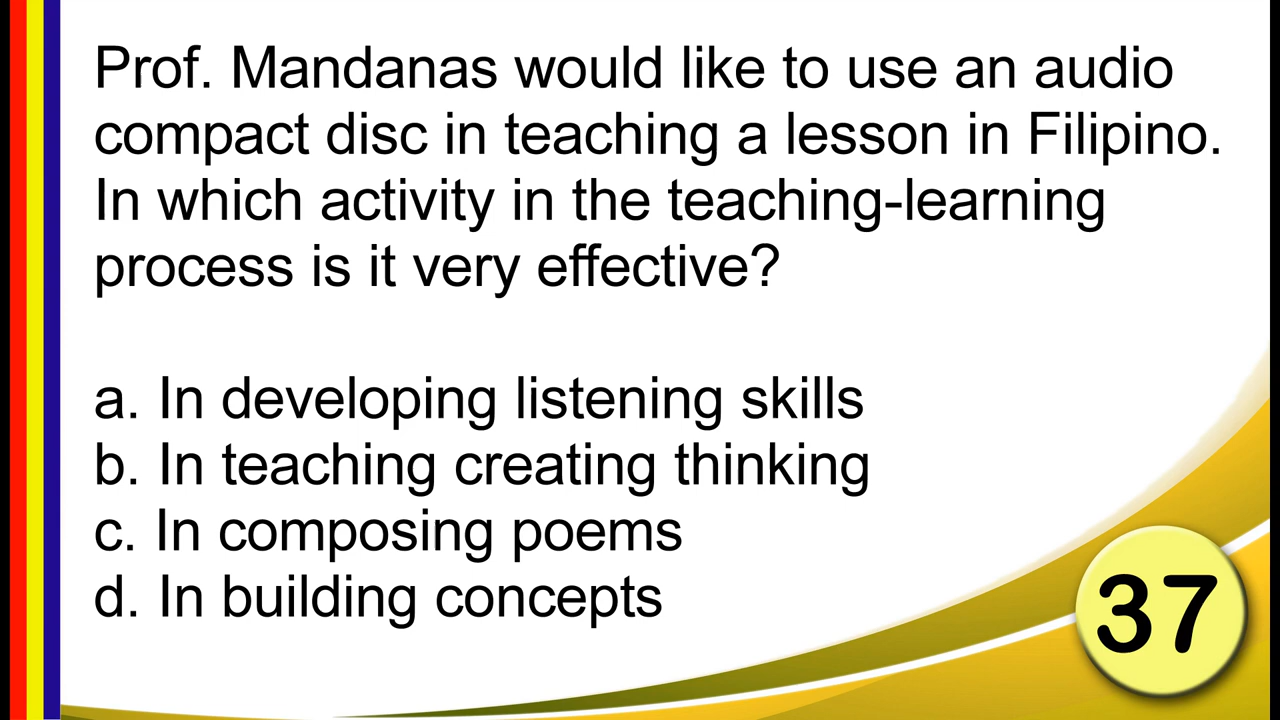 Prof. Mandanas would like to use an audio
compact disc in teaching a lesson in Filipino.
In which activity in the teaching-learning
process is it very effective?
a. In developing listening skills
b. In teaching creating thinking
c. In composing poems
d. In building concepts
37